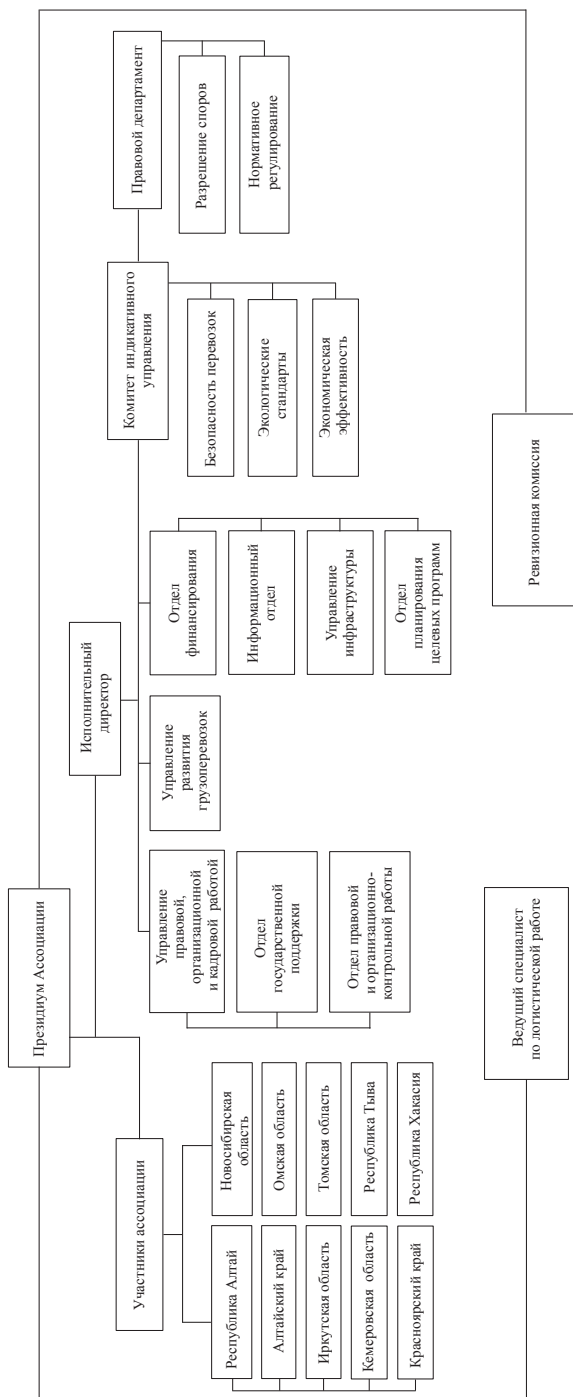 Президиум Ассоциации
Участники ассоциации
Исполнительный
директор
Республика Алтай
Алтайский край
Иркутская область
Кемеровская область
Красноярский край
Новосибирская
область
Омская область
Томская область
Республика Тыва
Республика Хакасия
Управление
правовой,
организационной
и кадровой работой
Отдел
государственной
поддержки
Отдел правовой
и организационно-
контрольной работы
Управление
развития
грузоперевозок
Отдел
финансирования
Информационный
отдел
Управление
инфраструктуры
Отдел
планирования
целевых программ
Комитет индикативного
управления
Безопасность перевозок
Экологические
стандарты
Экономическая
эффективность
Правовой департамент
Разрешение споров
Нормативное
регулирование
Ведущий специалист
по логистической работе
Ревизионная комиссия